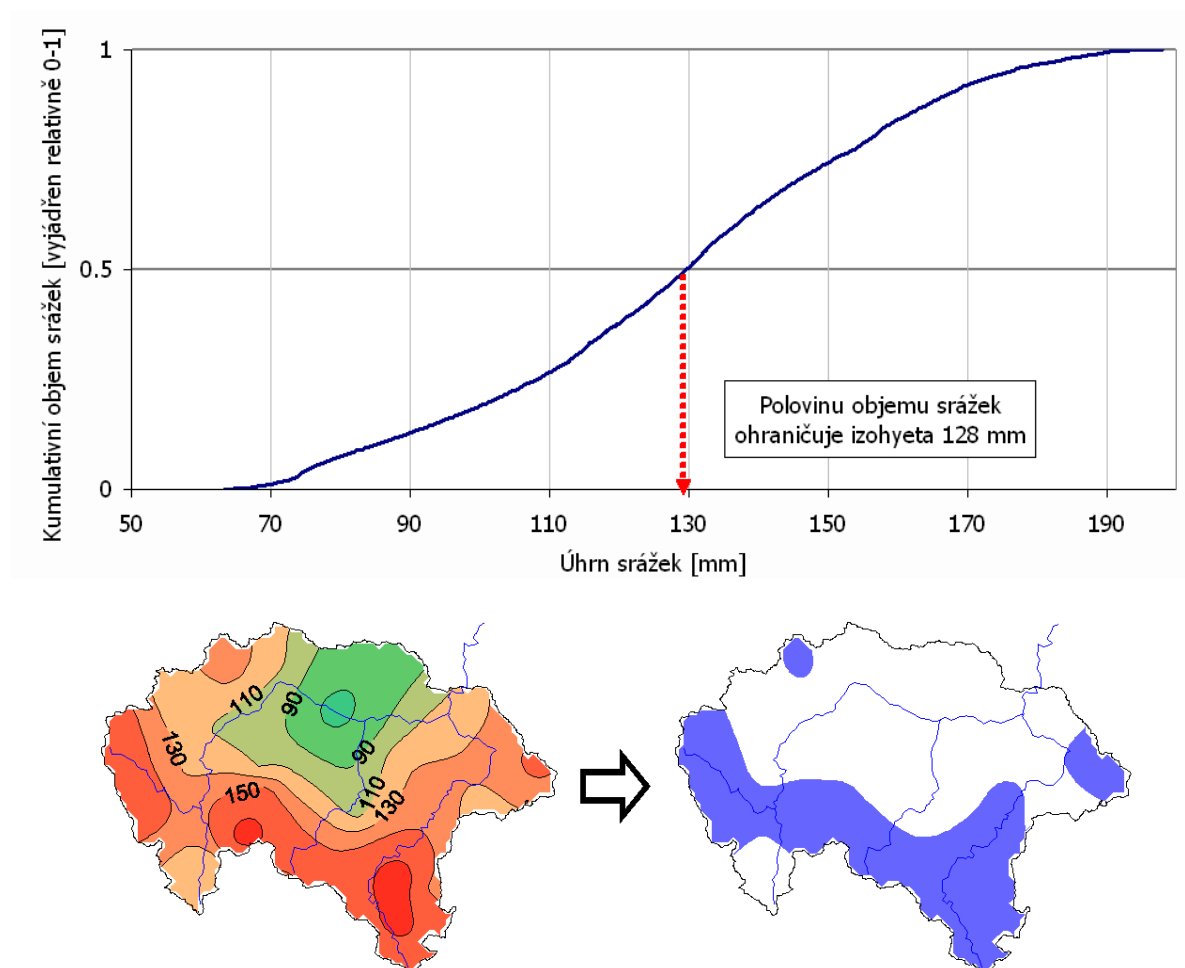 Kumulativní objem srážek [vyjádřen relativně 0-1]
1
0.5
0
Polovinu objemu srážek
ohraničuje izohyeta 128 mm
50 70 90 110 130 150 170 190
Úhrn srážek [mm]
110
90
130
90
150
110
130